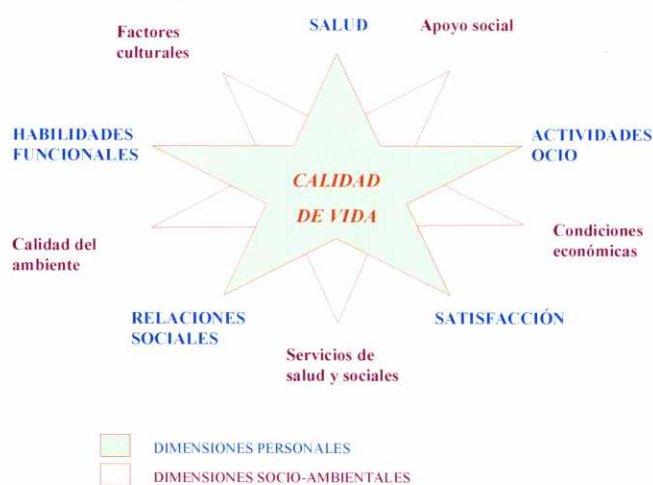 SALUD
Apoyo social
Factores
culturales
HABILIDADES
FUNCIONALES
ACTIVIDADES
OCIO
CALIDAD
DE VIDA
Calidad del
ambiente
Condiciones
económicas
RELACIONES
SOCIALES
SATISFACCIÓN
Servicios de
salud y sociales
DIMENSIONES PERSONALES
DIMENSIONES SOCIO-AMBIENTALES